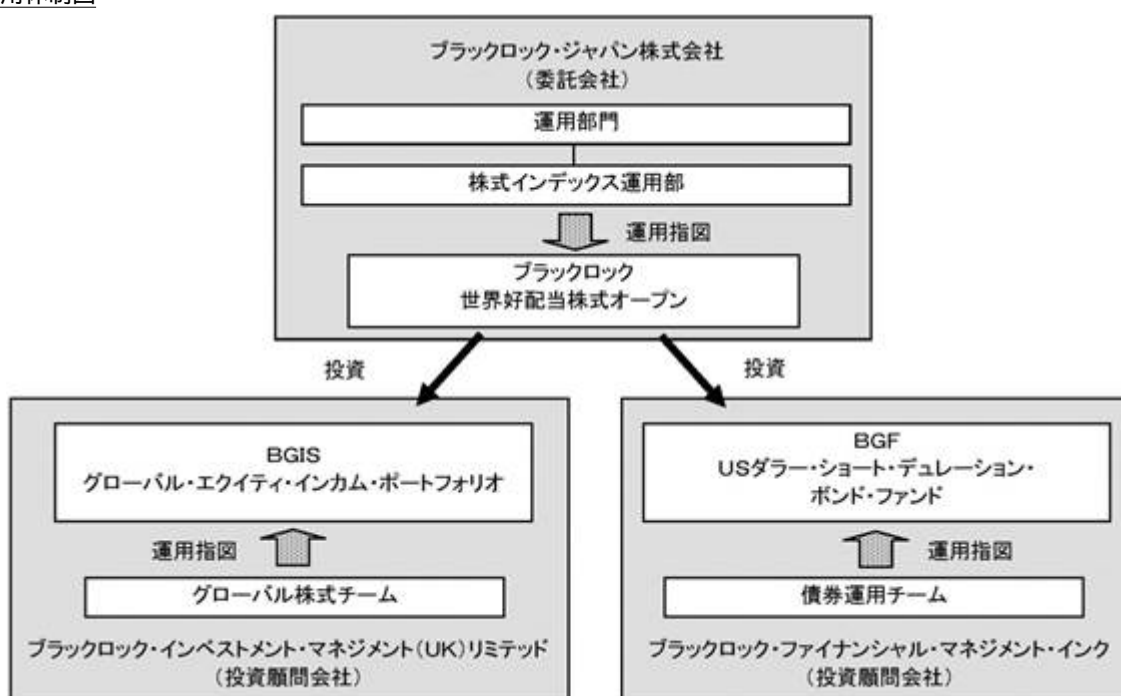 用体制図
ブラックロック・ジャパン株式会社
(委託会社)
運用部門
株式インデックス運用部
運用指図
ブラックロック
世界好配当株式オープン
投資
投資
BGIS
グローバル・エクイティ・インカム・ポートフォリオ
運用指図
グローバル株式チーム
ブラックロック・インベストメント・マネジメント(UK)リミテッド
(投資顧問会社)
BGF
USダラー・ショート・デュレーション・
ボンド・ファンド
運用指図
債券運用チーム
ブラックロック・ファイナンシャル・マネジメント・インク
(投資顧問会社)